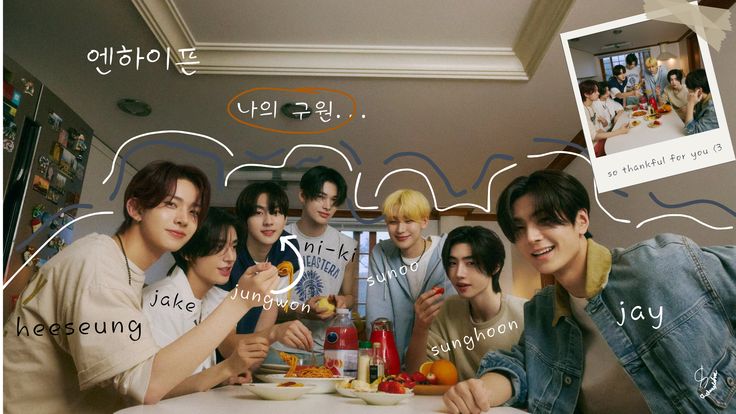 엔하이픈
나의 구원...
so thankful for you (3
ni-ki
EASTERA
sunoo
jake
jungwon
heeseung
sunghoon
jay